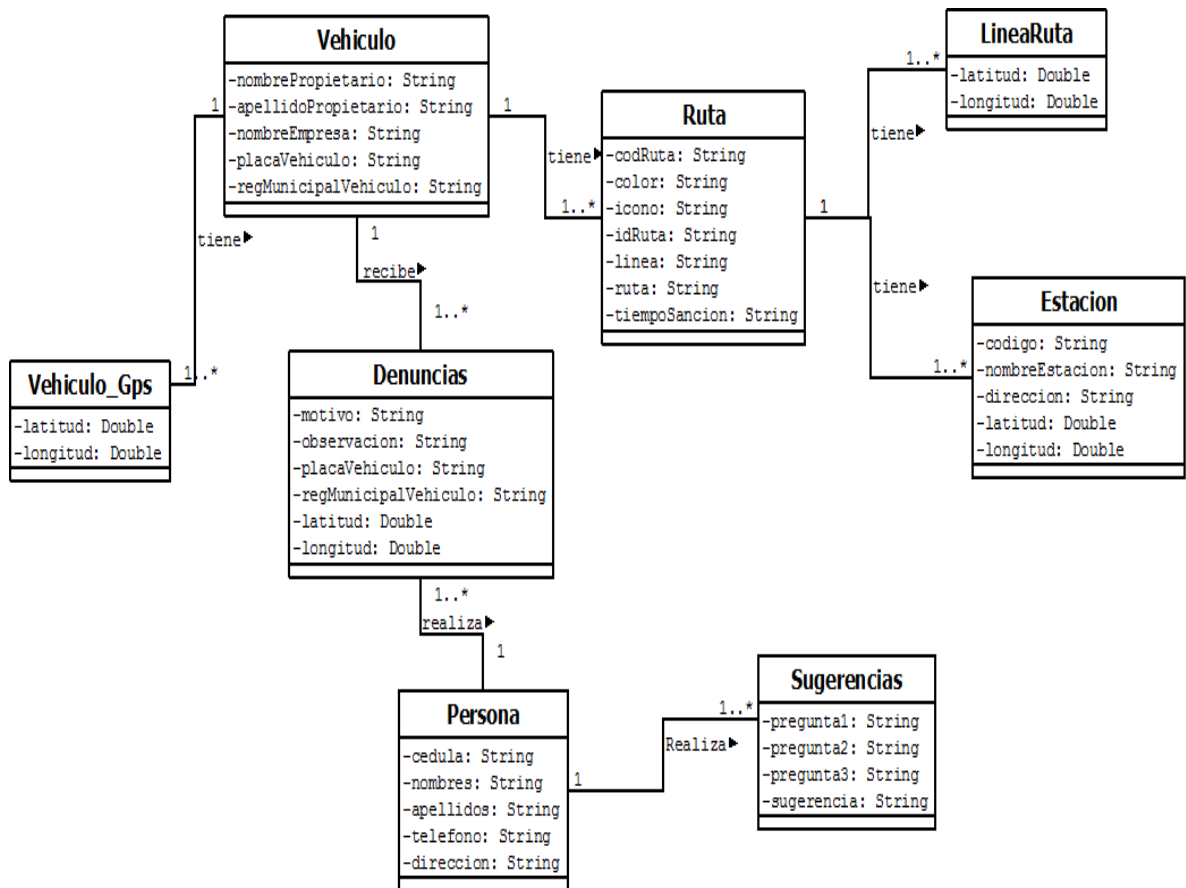 Vehiculo
-nombrePropietario: String
-apellidoPropietario: String
-nombreEmpresa: String
-placaVehiculo: String
-regMunicipalVehiculo: String
LineaRuta
-latitud: Double
-longitud: Double
Ruta
-codRuta: String
-color: String
-icono: String
-idRuta: String
-linea: String
-ruta: String
-tiempoSancion: String
Estacion
-codigo: String
-nombreEstacion: String
-direccion: String
-latitud: Double
-longitud: Double
Vehiculo_Gps
-latitud: Double
-longitud: Double
Denuncias
-motivo: String
-observacion: String
-placaVehiculo: String
-regMunicipalVehiculo: String
-latitud: Double
-longitud: Double
Persona
-cedula: String
-nombres: String
-apellidos: String
-telefono: String
-direccion: String
Sugerencias
-pregunta1: String
-pregunta2: String
-pregunta3: String
-sugerencia: String
1
tiene
1..*
1
tiene
1..*
1
recibe
1..*
1
1..*
tiene
tiene
1..*
1..*
realiza
1
1
Realiza
1..*